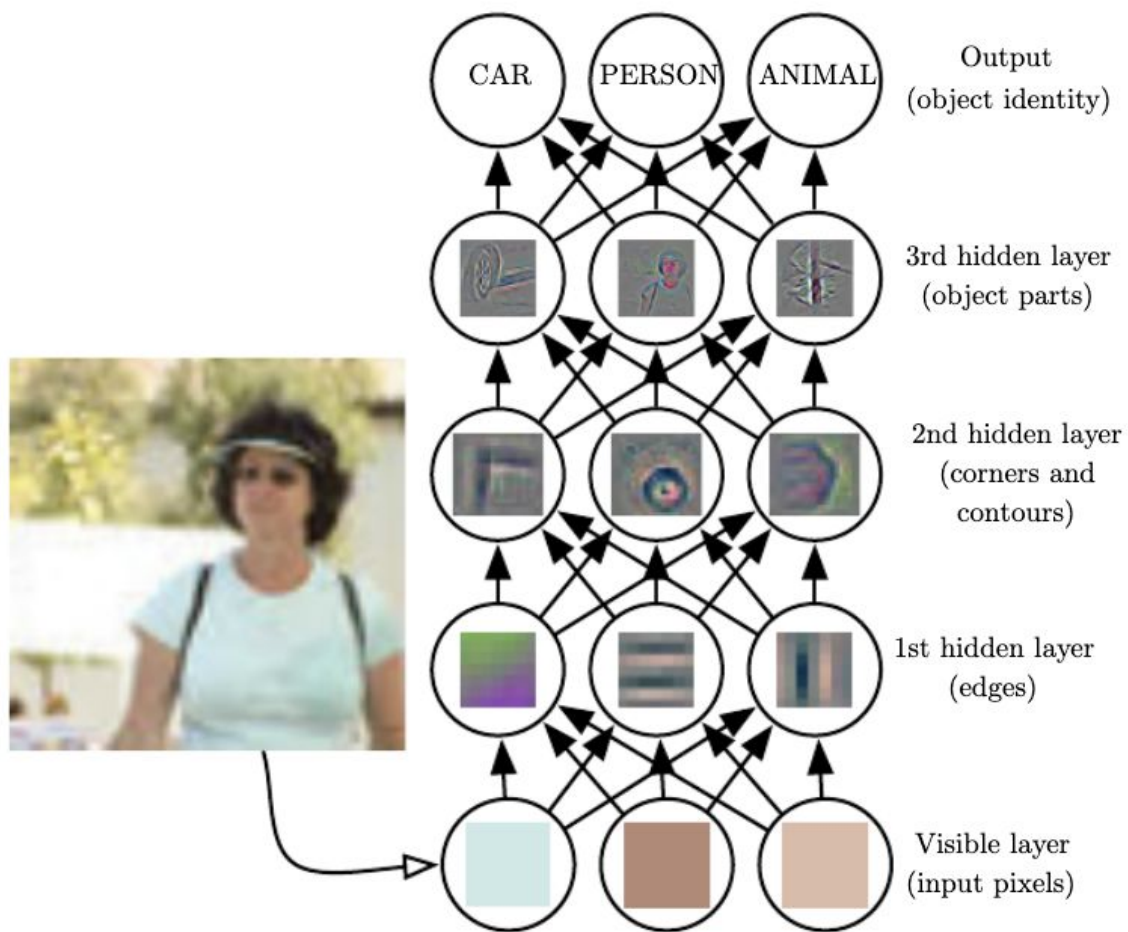 CAR PERSON ANIMAL
Output
(object identity)
3rd hidden layer
(object parts)
2nd hidden layer
(corners and
contours)
1st hidden layer
(edges)
Visible layer
(input pixels)